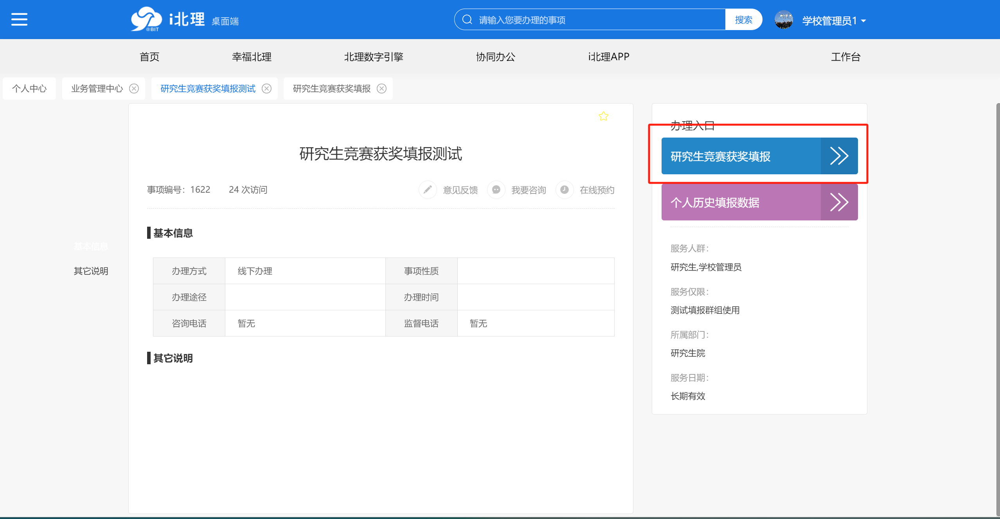 @BIT
i北理 桌面端
请输入您要办理的事项
搜索
学校管理员1
首页
幸福北理
北理数字引擎
协同办公
i北理APP
工作台
个人中心
业务管理中心
研究生竞赛获奖填报测试
研究生竞赛获奖填报
基本信息
其它说明
研究生竞赛获奖填报测试
事项编号：1622 24 次访问
意见反馈
我要咨询
在线预约
基本信息
办理方式 线下办理 事项性质
办理途径 办理时间
咨询电话 暂无 监督电话 暂无
其它说明
办理入口
研究生竞赛获奖填报
个人历史填报数据
服务人群：
研究生,学校管理员
服务仅限：
测试填报群组使用
所属部门：
研究生院
服务日期：
长期有效